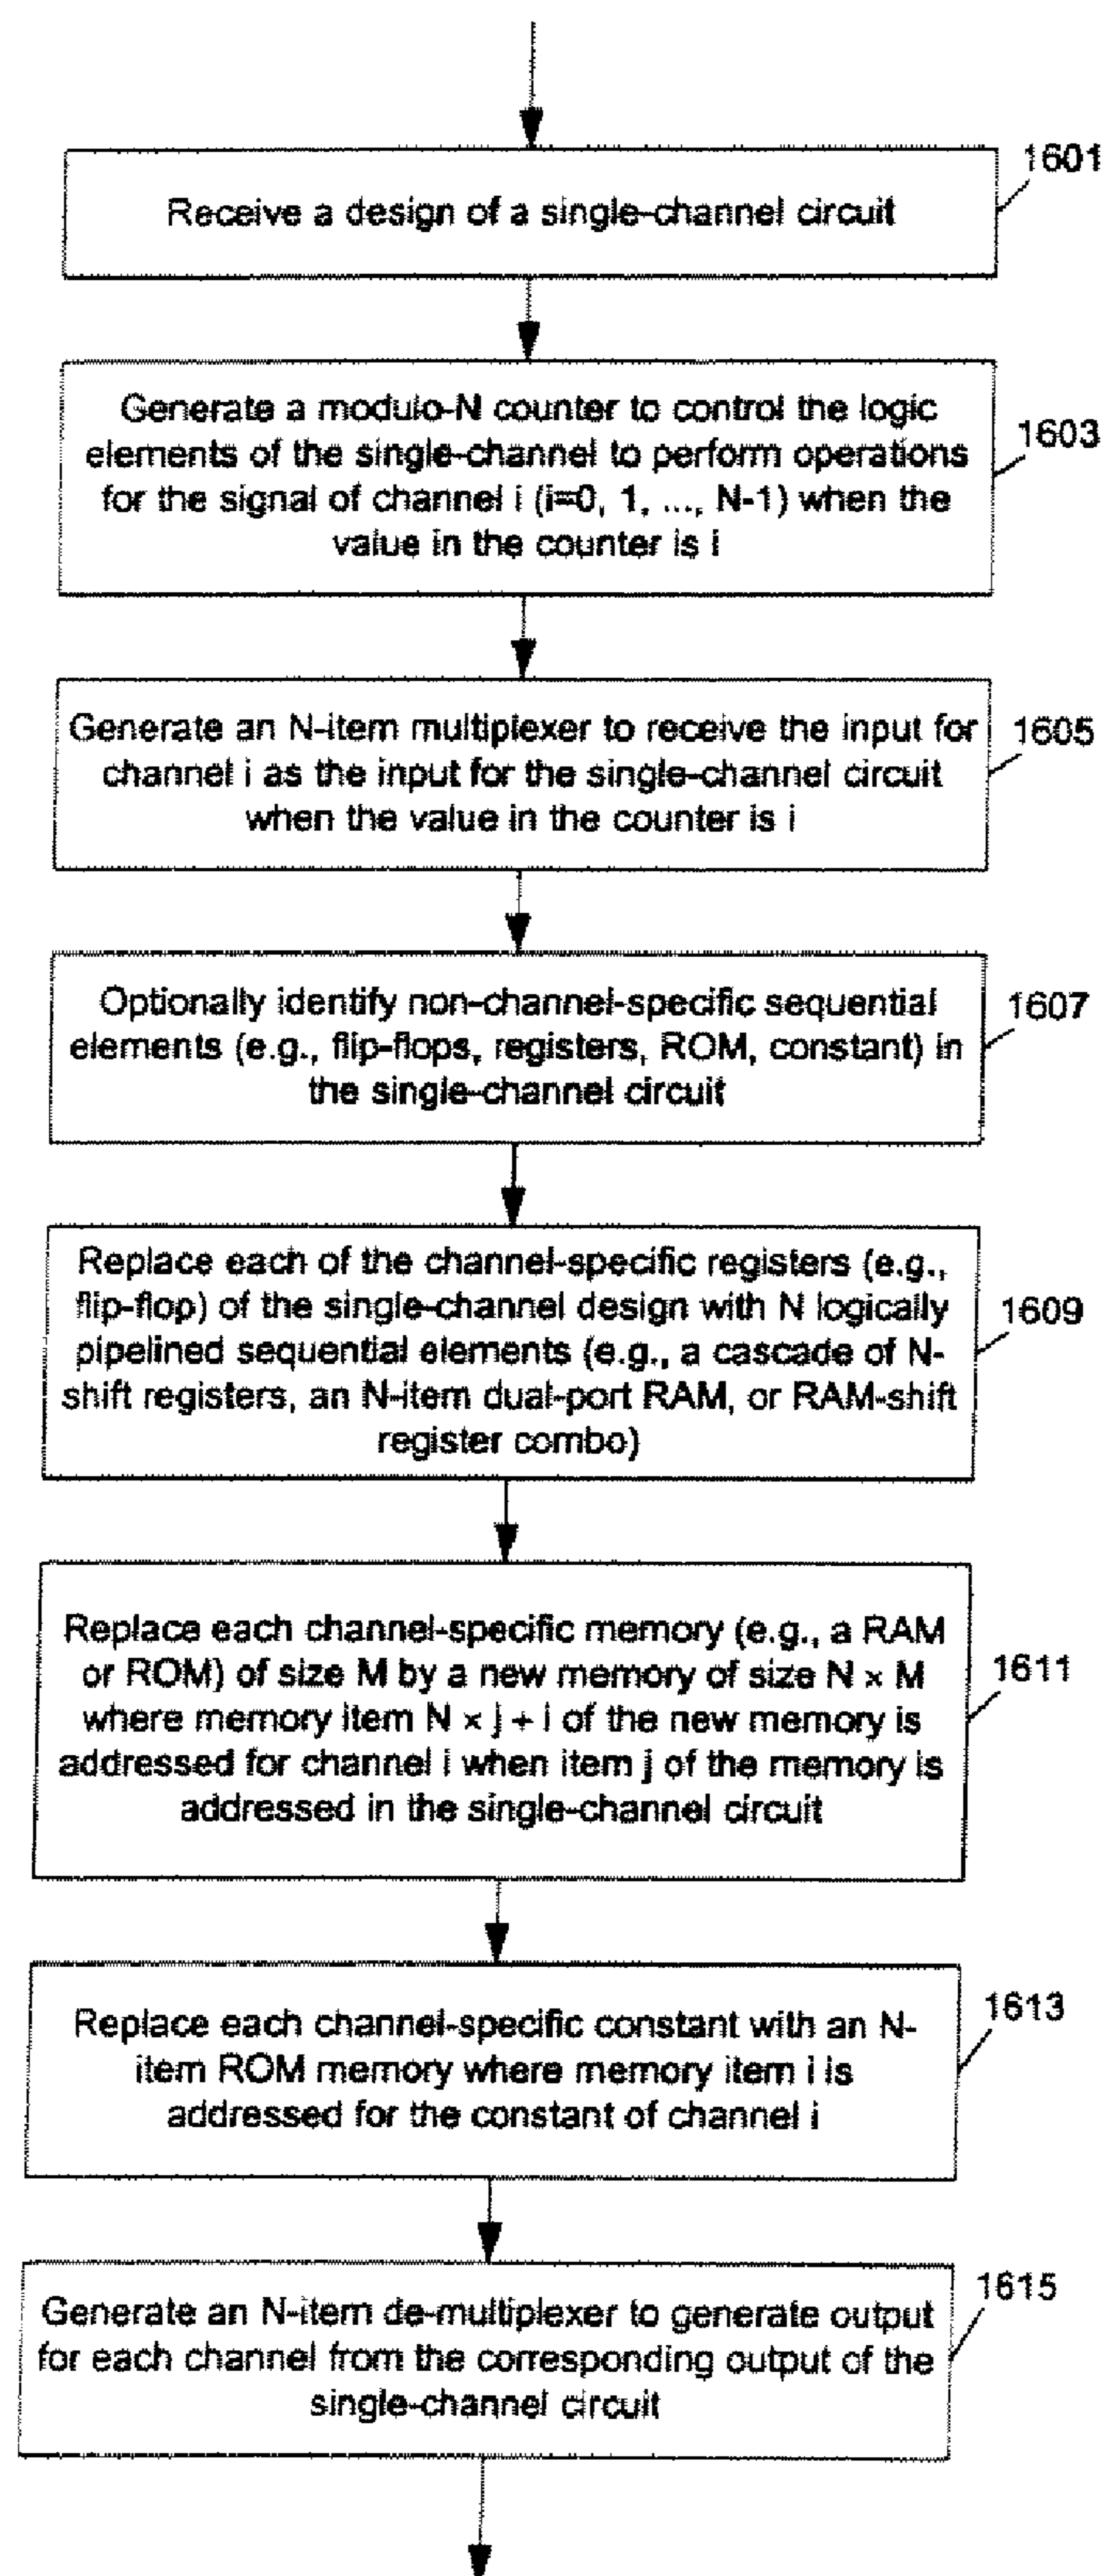 1601
Receive a design of a single-channel circuit
Generate a modulo-N counter to control the logic
elements of the single-channel to perform operations
for the signal of channel i (i=0, 1, ..., N-1) when the
value in the counter is i
1603
Generate an N-item multiplexer to receive the input for
channel i as the input for the single-channel circuit
when the value in the counter is i
1605
Optionally identify non-channel-specific sequential
elements (e.g., flip-flops, registers, ROM, constant) in
the single-channel circuit
1607
Replace each of the channel-specific registers (e.g.,
flip-flop) of the single-channel design with N logically
pipelined sequential elements (e.g., a cascade of N-
shift registers, an N-item dual-port RAM, or RAM-shift
register combo)
1609
Replace each channel-specific memory (e.g., a RAM
or ROM) of size M by a new memory of size N × M
where memory item N × j + i of the new memory is
addressed for channel i when item j of the memory is
addressed in the single-channel circuit
1611
Replace each channel-specific constant with an N-
item ROM memory where memory item i is
addressed for the constant of channel i
1613
Generate an N-item de-multiplexer to generate output
for each channel from the corresponding output of the
single-channel circuit
1615